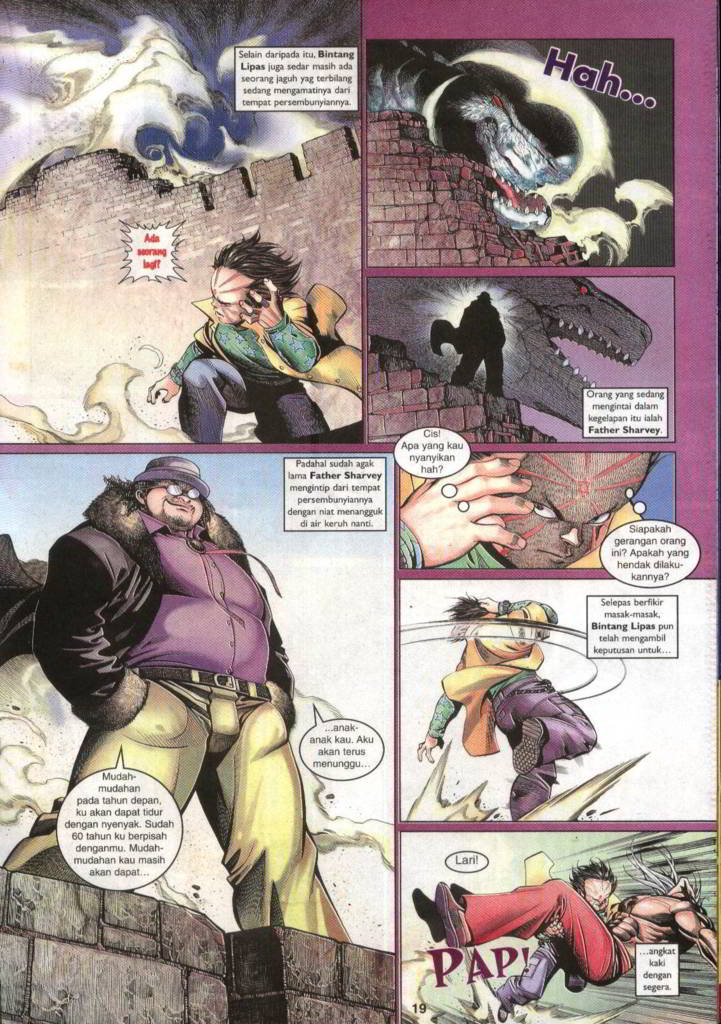 Selain daripada itu, Bintang
Lipas juga sedar masih ada
seorang jaguh yag terbilang
sedang mengamatinya dari
tempat persembunyiannya.
Ada
seorang
lagi?
Hah...
Orang yang sedang
mengintai dalam
kegelapan itu ialah
Father Sharvey.
Padahal sudah agak
lama Father Sharvey
mengintip dari tempat
persembunyiannya
dengan niat menangguk
di air keruh nanti.
Mudah-
mudahan
pada tahun depan,
ku akan dapat tidur
dengan nyenyak. Sudah
60 tahun ku berpisah
denganmu. Mudah-
mudahan kau masih
akan dapat...
...anak-
anak kau. Aku
akan terus
menunggu...
Cis!
Apa yang kau
nyanyikan
hah?
Siapakah
gerangan orang
ini? Apakah yang
hendak dilaku-
kannya?
Selepas berfikir
masak-masak,
Bintang Lipas pun
telah mengambil
keputusan untuk...
Lari!
PAP!
...angkat
kaki
dengan
segera.
19